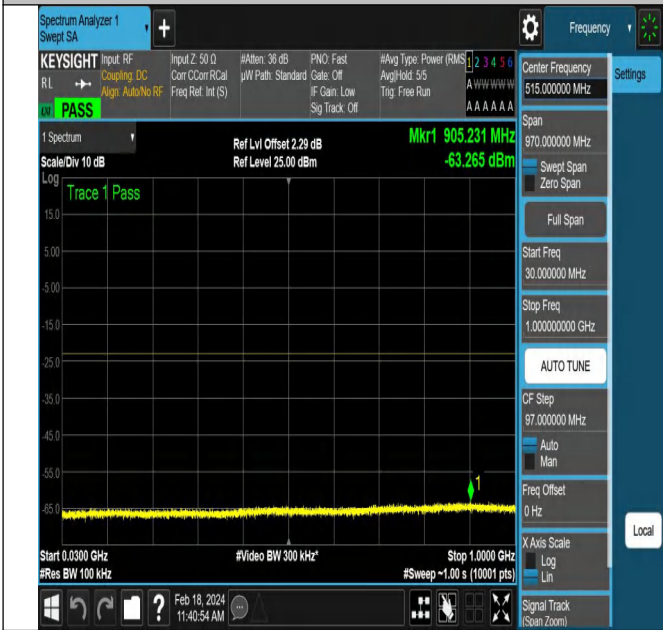 Spectrum Analyzer 1
Swept SA
+
Frequency
KEYSIGHT
RL
PASS
Input: RF
Coupling: DC
Align: Auto/No RF
Input Z: 50 Ω
Corr CCorr RCal
Freq Ref: Int (S)
#Atten: 36 dB
µW Path: Standard
PNO: Fast
Gate: Off
IF Gain: Low
Sig Track: Off
#Avg Type: Power (RMS
Avg|Hold: 5/5
Trig: Free Run
1 2 3 4 5 6
A W W W W W
A A A A A A
1 Spectrum
Scale/Div 10 dB
Ref Lvl Offset 2.29 dB
Ref Level 25.00 dBm
Mkr1 905.231 MHz
-63.265 dBm
Log
Trace 1 Pass
15.0
5.00
-5.00
-15.0
-25.0
-35.0
-45.0
-55.0
-65.0
1
Start 0.0300 GHz
#Res BW 100 kHz
#Video BW 300 kHz*
Stop 1.0000 GHz
#Sweep ~1.00 s (10001 pts)
?
Feb 18, 2024
11:40:54 AM
Center Frequency
515.000000 MHz
Settings
Span
970.000000 MHz
Swept Span
Zero Span
Full Span
Start Freq
30.000000 MHz
Stop Freq
1.000000000 GHz
AUTO TUNE
CF Step
97.000000 MHz
Auto
Man
Freq Offset
0 Hz
X Axis Scale
Log
Lin
Local
Signal Track
(Span Zoom)